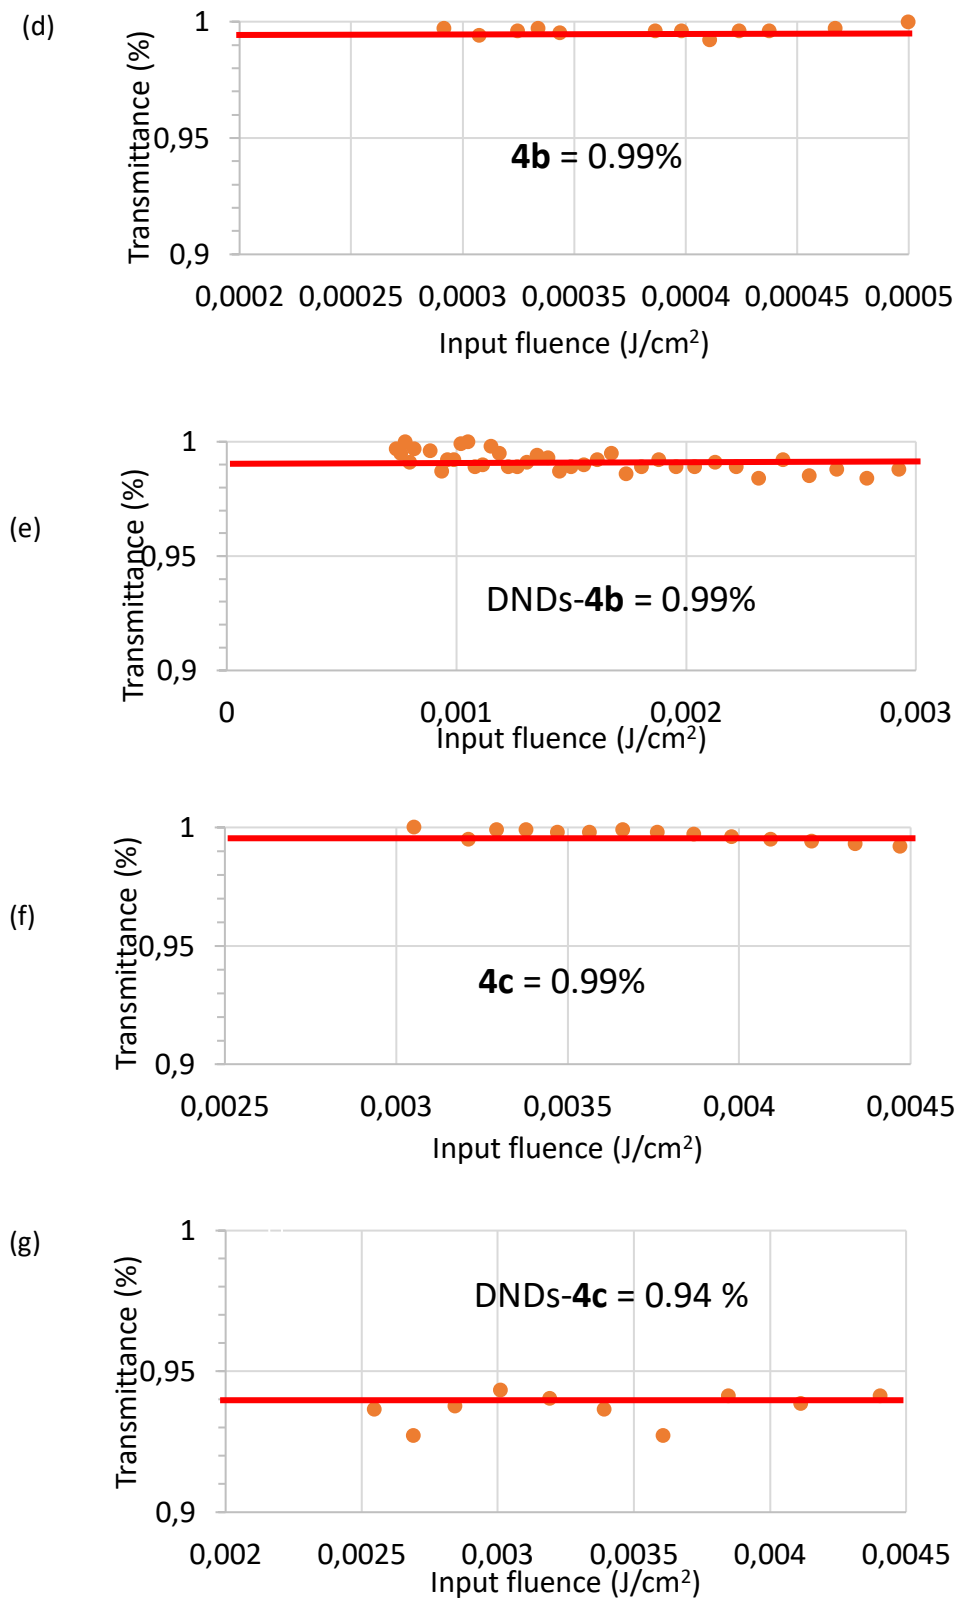 (d)
Transmittance (%)
1
0,95
0,9
4b = 0.99%
0,0002 0,00025 0,0003 0,00035 0,0004 0,00045 0,0005
Input fluence (J/cm²)
(e)
Transmittance (%)
1
0,95
0,9
DNDs-4b = 0.99%
0 0,001 0,002 0,003
Input fluence (J/cm²)
(f)
Transmittance (%)
1
0,95
0,9
4c = 0.99%
0,0025 0,003 0,0035 0,004 0,0045
Input fluence (J/cm²)
(g)
Transmittance (%)
1
0,95
0,9
DNDs-4c = 0.94 %
0,002 0,0025 0,003 0,0035 0,004 0,0045
Input fluence (J/cm²)